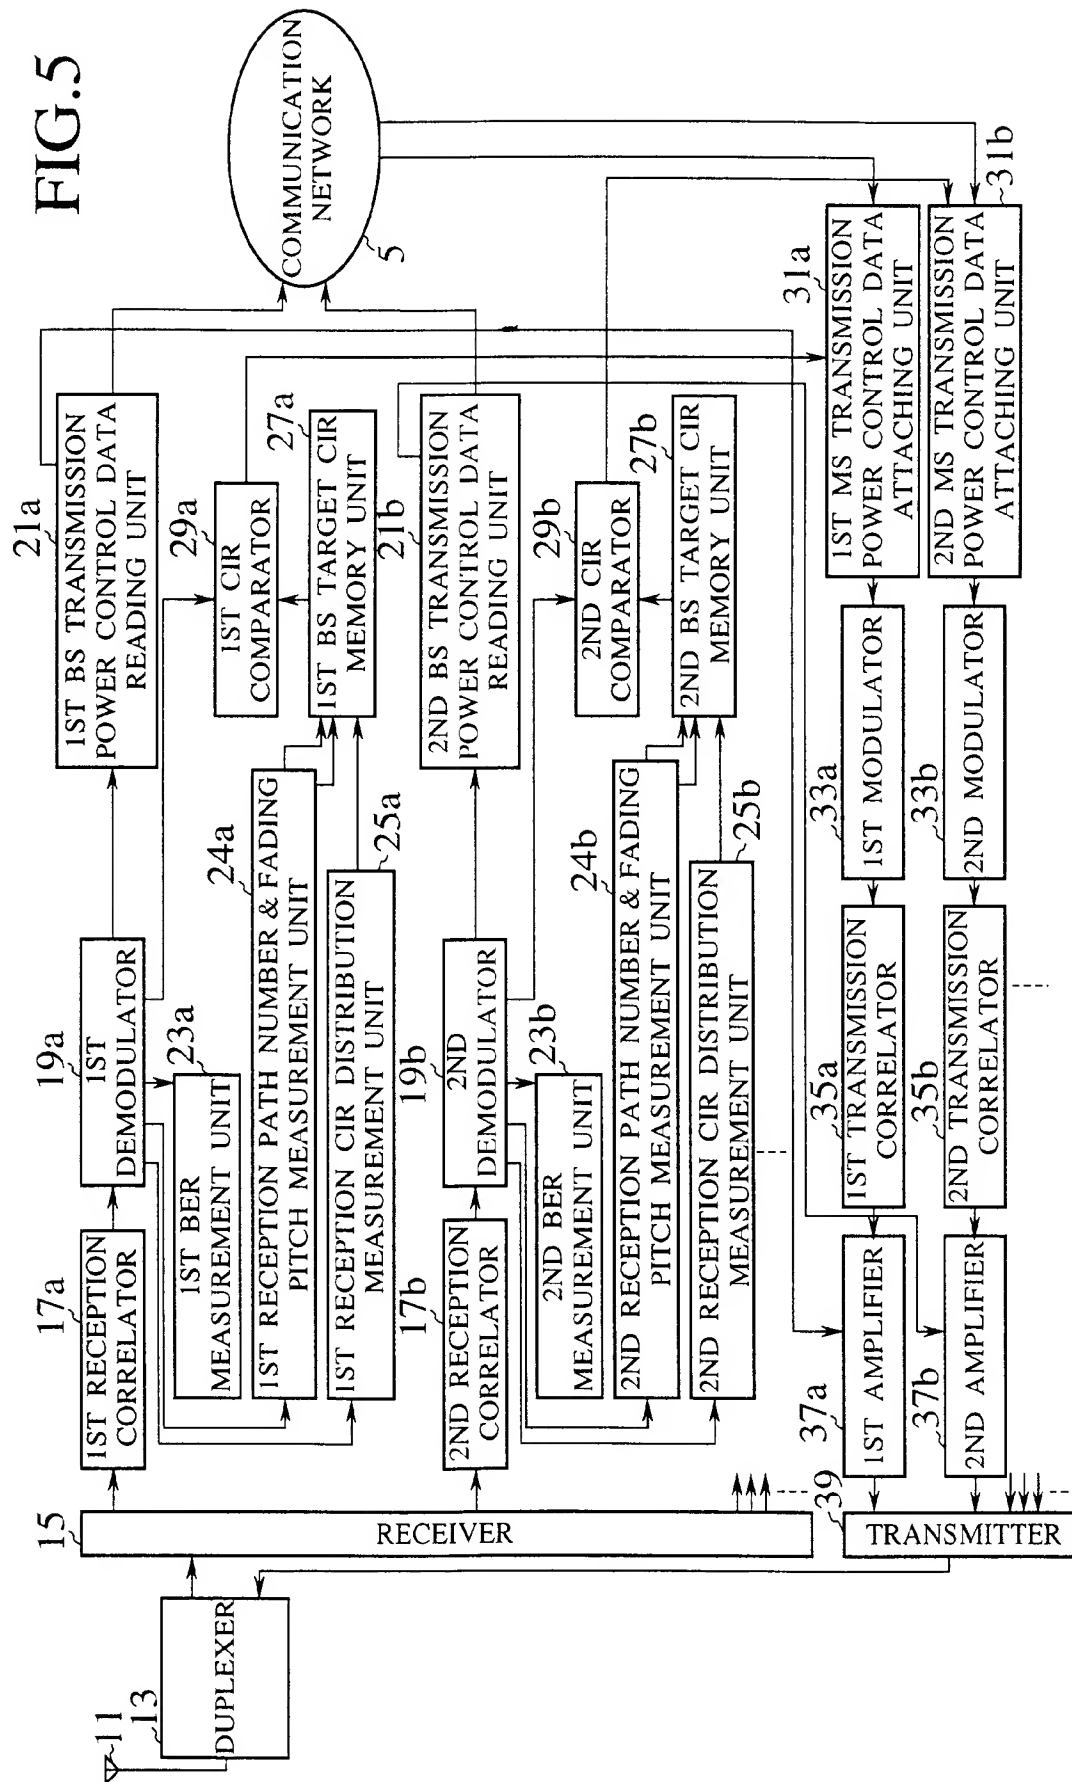 FIG.5
11
13
DUPLEXER
15
RECEIVER
17a
1ST RECEPTION
CORRELATOR
19a
1ST
DEMODULATOR
21a
1ST BS TRANSMISSION
POWER CONTROL DATA
READING UNIT
COMMUNICATION
NETWORK
5
23a
1ST BER
MEASUREMENT UNIT
24a
1ST RECEPTION PATH NUMBER & FADING
PITCH MEASUREMENT UNIT
25a
1ST RECEPTION CIR DISTRIBUTION
MEASUREMENT UNIT
29a
1ST CIR
COMPARATOR
27a
1ST BS TARGET CIR
MEMORY UNIT
17b
2ND RECEPTION
CORRELATOR
19b
2ND
DEMODULATOR
21b
2ND BS TRANSMISSION
POWER CONTROL DATA
READING UNIT
23b
2ND BER
MEASUREMENT UNIT
24b
2ND RECEPTION PATH NUMBER & FADING
PITCH MEASUREMENT UNIT
25b
2ND RECEPTION CIR DISTRIBUTION
MEASUREMENT UNIT
29b
2ND CIR
COMPARATOR
27b
2ND BS TARGET CIR
MEMORY UNIT
39
TRANSMITTER
37a
1ST AMPLIFIER
35a
1ST TRANSMISSION
CORRELATOR
33a
1ST MODULATOR
31a
1ST MS TRANSMISSION
POWER CONTROL DATA
ATTACHING UNIT
37b
2ND AMPLIFIER
35b
2ND TRANSMISSION
CORRELATOR
33b
2ND MODULATOR
31b
2ND MS TRANSMISSION
POWER CONTROL DATA
ATTACHING UNIT